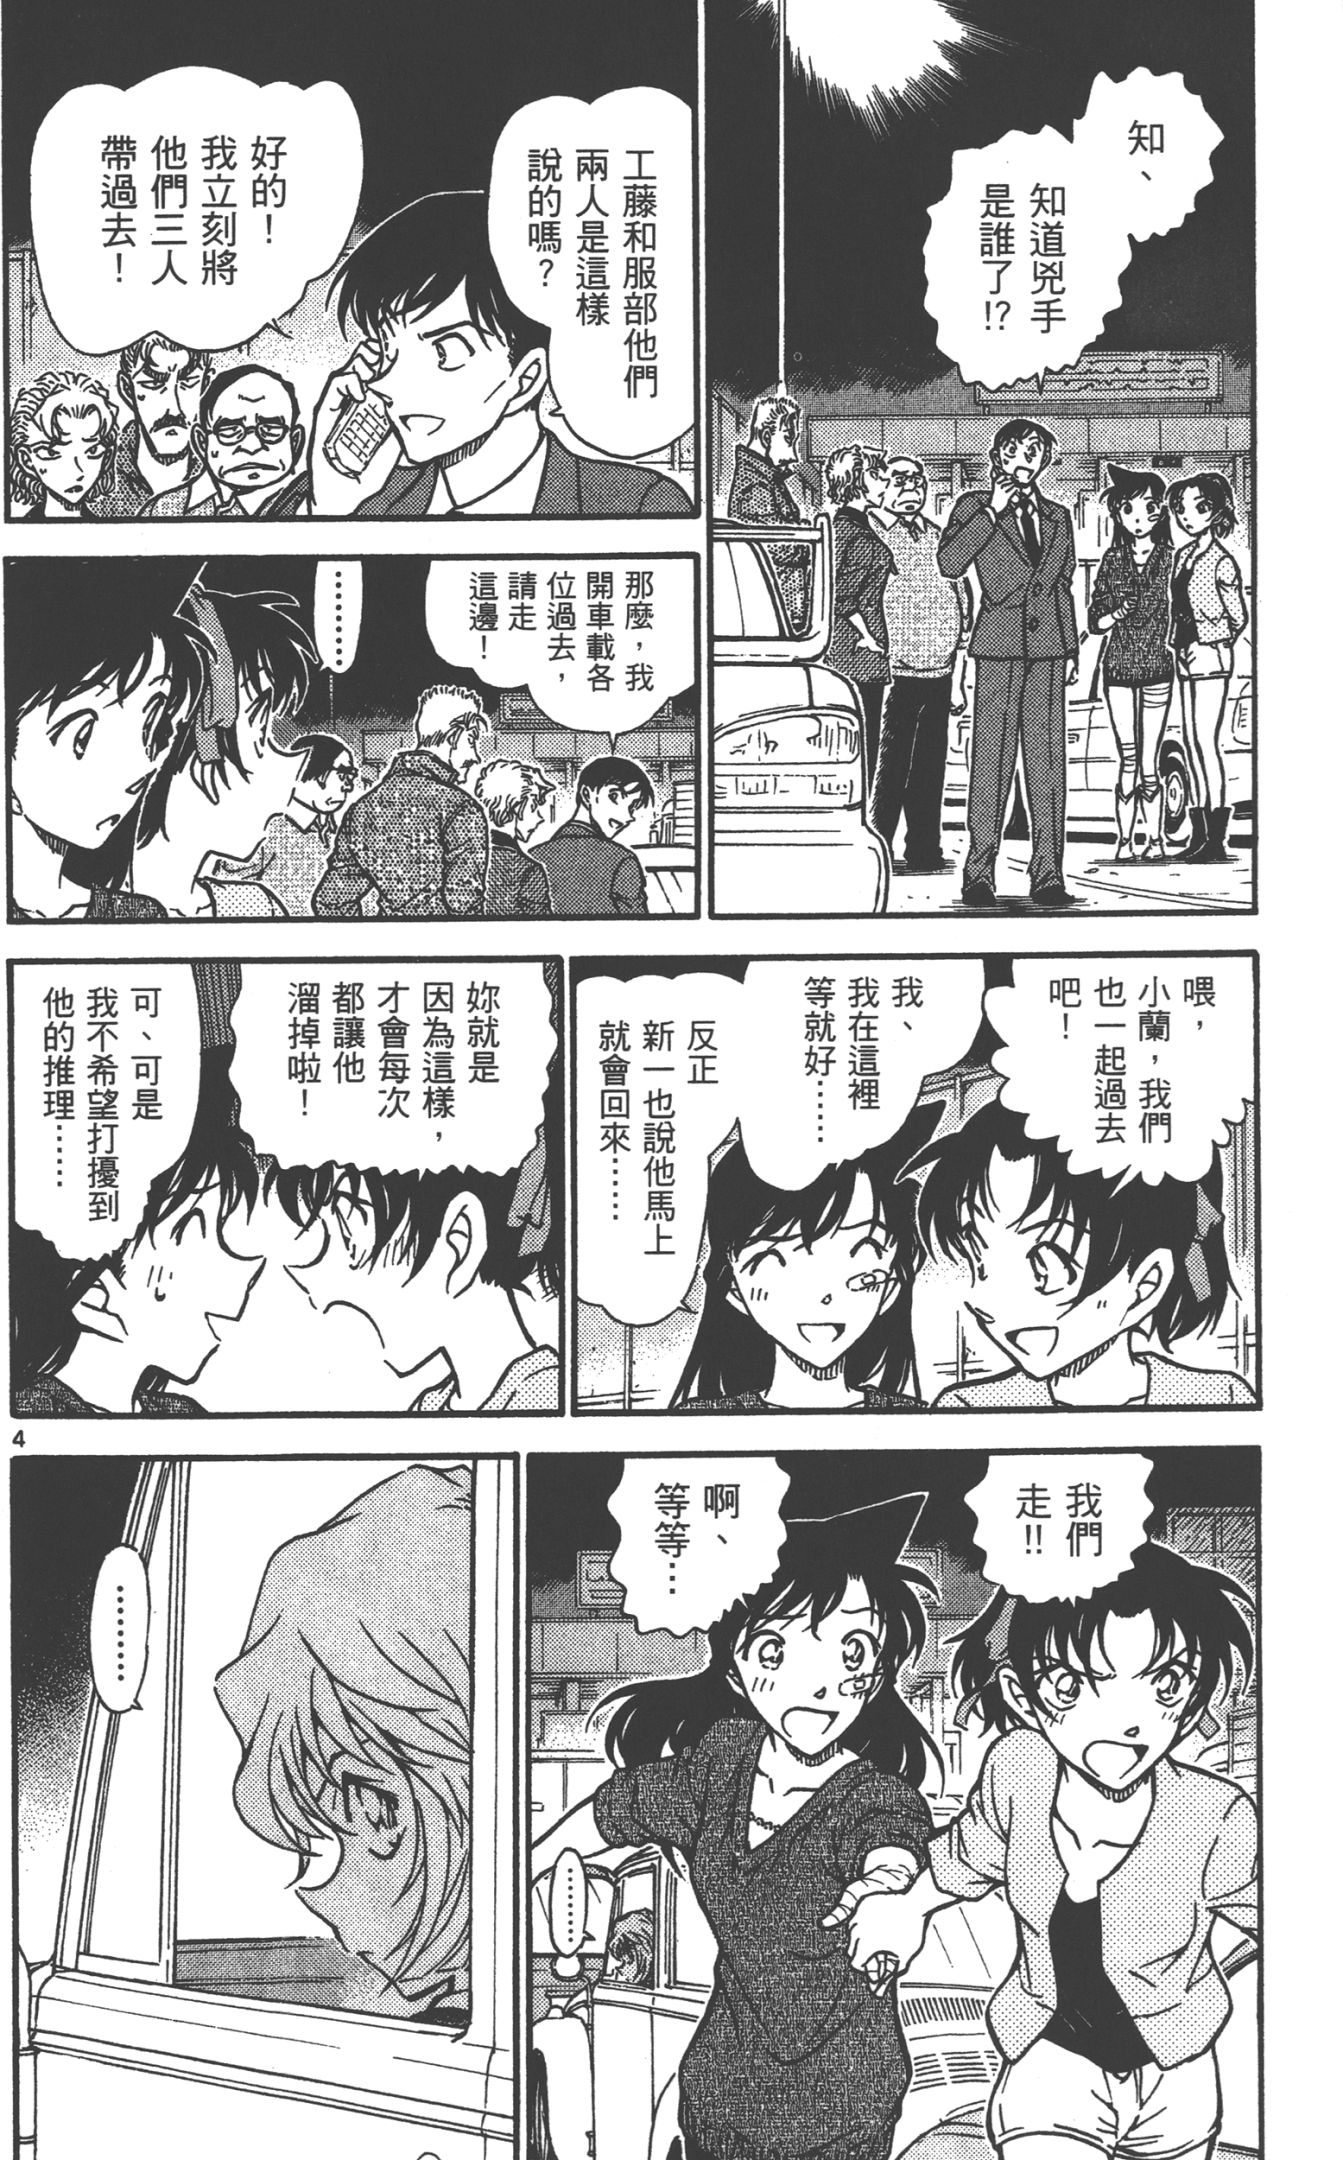 知、
知道兇手
是誰了!?
工藤和服部他們
兩人是這樣
說的嗎？
好的！
我立刻將
他們三人
帶過去！
那麼，我
開車載各
位過去，
請走
這邊！
………
喂，
小蘭，我們
也一起過去
吧！
我、
我在這裡
等就好……
反正
新一也說他馬上
就會回來……
妳就是
因為這樣，
才會每次
都讓他
溜掉啦！
可、可是
我不希望打擾到
他的推理……
4
我們
走!!
啊、
等等…
………
………